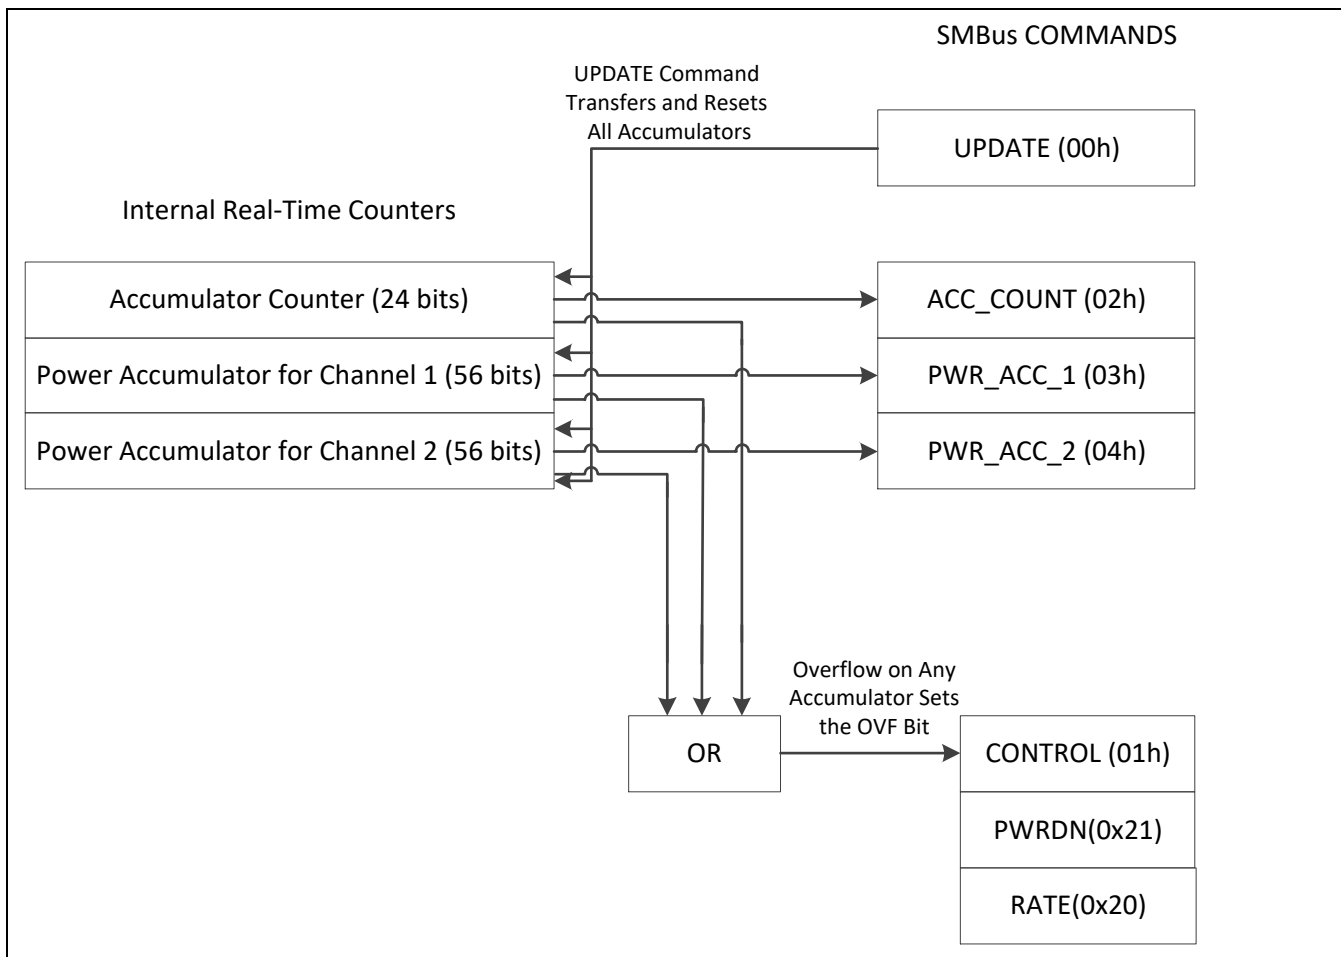 SMBus COMMANDS
UPDATE Command
Transfers and Resets
All Accumulators
UPDATE (00h)
Internal Real-Time Counters
Accumulator Counter (24 bits)
ACC_COUNT (02h)
Power Accumulator for Channel 1 (56 bits)
PWR_ACC_1 (03h)
Power Accumulator for Channel 2 (56 bits)
PWR_ACC_2 (04h)
Overflow on Any
Accumulator Sets
the OVF Bit
OR
CONTROL (01h)
PWRDN(0x21)
RATE(0x20)